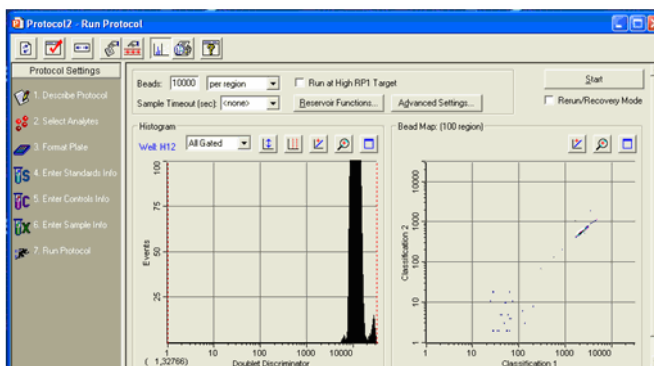 Protocol2 - Run Protocol
Protocol Settings
1. Describe Protocol
2. Select Analytes
3. Format Plate
4. Enter Standards Info
5. Enter Controls Info
6. Enter Sample Info
7. Run Protocol
Beads: 10000 per region Run at High RP1 Target
Sample Timeout (sec): <none> Reservoir Functions... Advanced Settings...
Start
Rerun/Recovery Mode
Histogram
Well: H12 All Gated
Events
100
75
50
25
1 10 100 1000 10000
( 1,32766) Doublet Discriminator
Bead Map: (100 region)
Classification 2
10000
1000
100
10
1
1 10 100 1000 10000
Classification 1